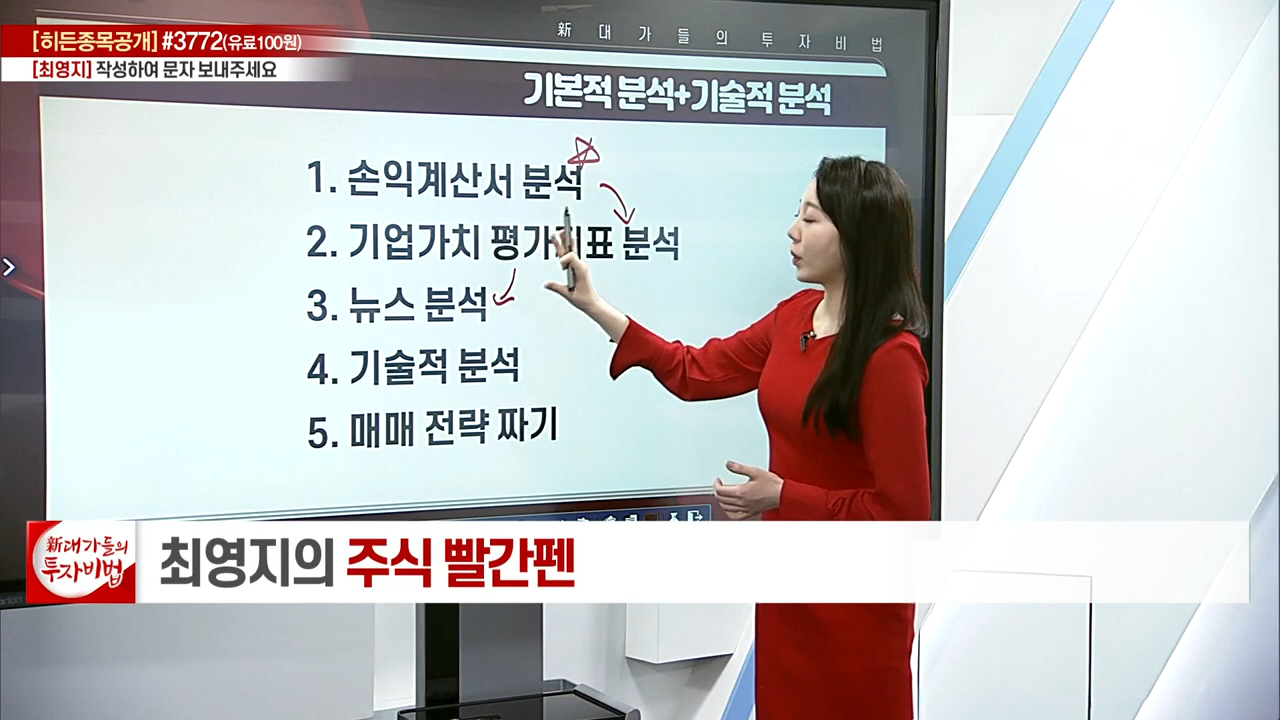 [히든종목공개] #3772(유료100원)
[최영지] 작성하여 문자 보내주세요
新 대 가 들 의 투 자 비 법
기본적 분석+기술적 분석
1. 손익계산서 분석
2. 기업가치 평가지표 분석
3. 뉴스 분석
4. 기술적 분석
5. 매매 전략 짜기
新대가들의
투자비법
최영지의 주식 빨간펜